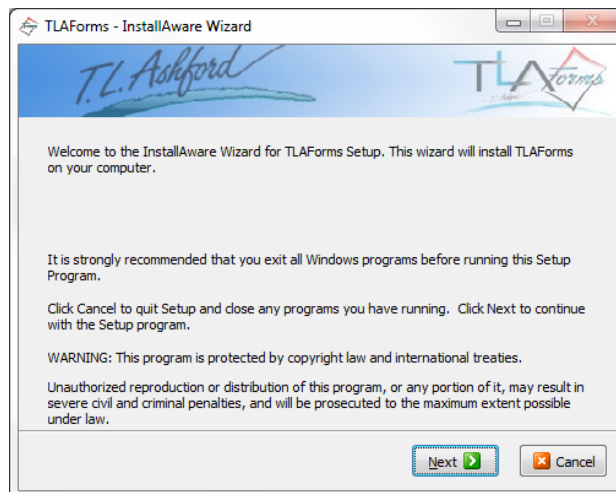 TLAForms - InstallAware Wizard
T.L. Ashford
TLAForms
T.L. Ashford
Welcome to the InstallAware Wizard for TLAForms Setup. This wizard will install TLAForms
on your computer.
It is strongly recommended that you exit all Windows programs before running this Setup
Program.
Click Cancel to quit Setup and close any programs you have running. Click Next to continue
with the Setup program.
WARNING: This program is protected by copyright law and international treaties.
Unauthorized reproduction or distribution of this program, or any portion of it, may result in
severe civil and criminal penalties, and will be prosecuted to the maximum extent possible
under law.
Next
Cancel